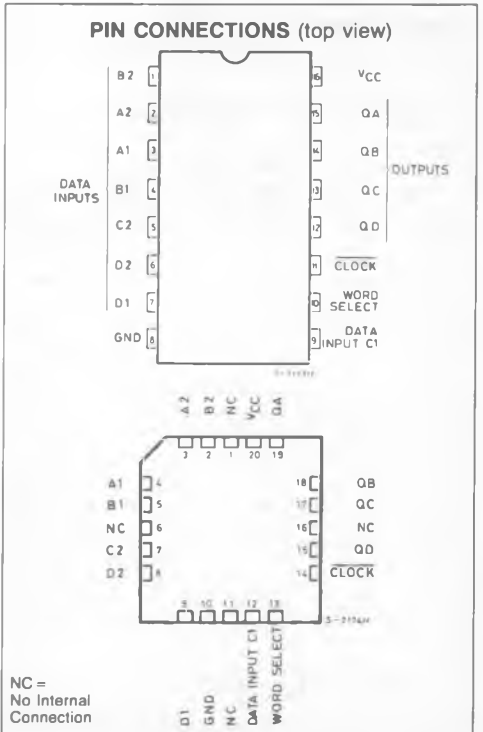 PIN CONNECTIONS (top view)
B2 1 16 VCC
A2 2 15 QA
A1 3 14 QB
OUTPUTS
DATA INPUTS
B1 4 13 QC
C2 5 12 QD
D2 6 11 CLOCK
D1 7 10 WORD SELECT
GND 8 9 DATA INPUT C1
A2 B2 NC VCC QA
3 2 1 20 19
A1 4 18 QB
B1 5 17 QC
NC 6 16 NC
C2 7 15 QD
D2 8 14 CLOCK
9 10 11 12 13
D1 GND NC DATA INPUT C1 WORD SELECT
NC =
No Internal
Connection